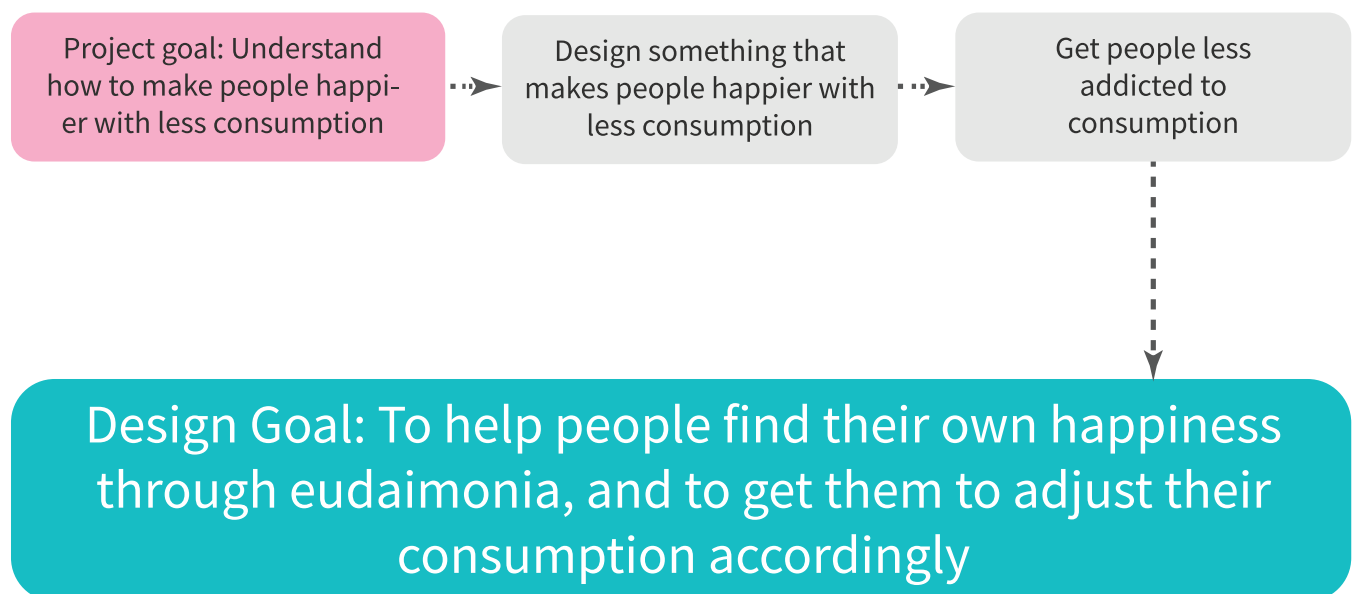 Project goal: Understand
how to make people happi-
er with less consumption
Design something that
makes people happier with
less consumption
Get people less
addicted to
consumption
Design Goal: To help people find their own happiness
through eudaimonia, and to get them to adjust their
consumption accordingly